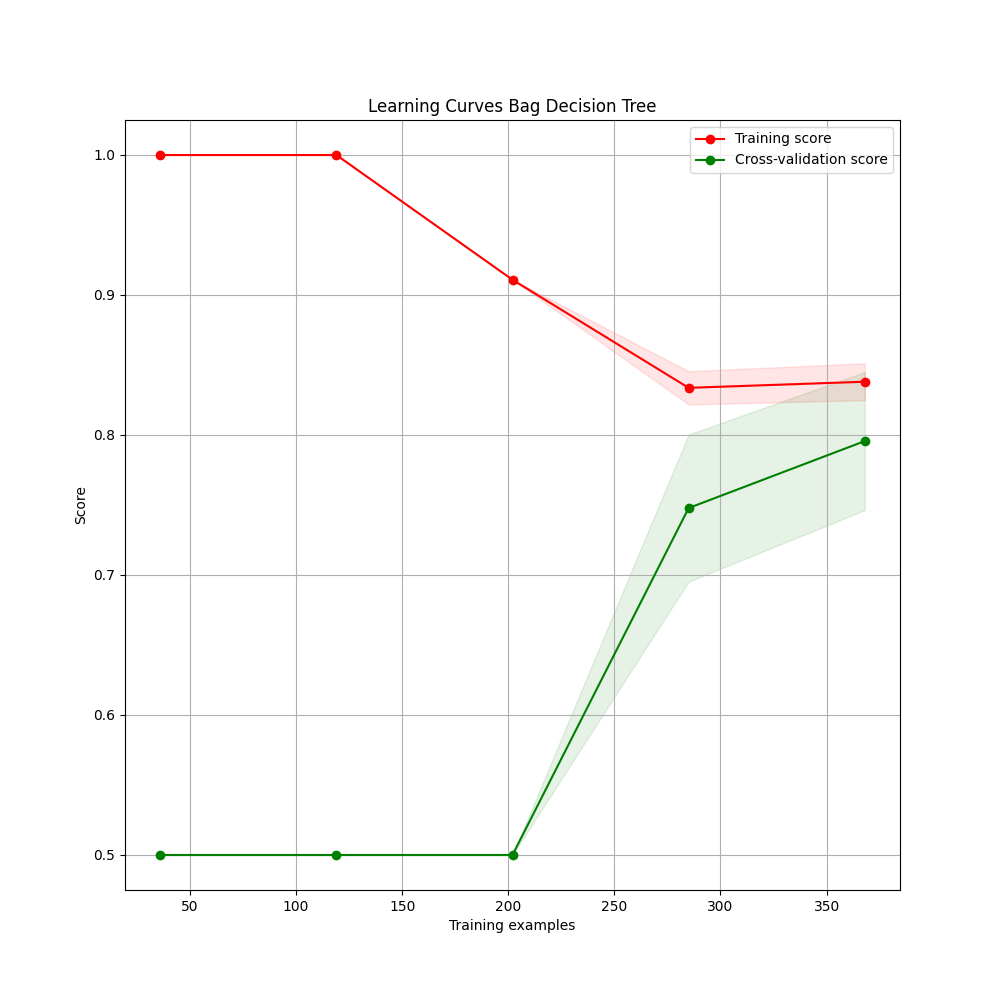 Learning Curves Bag Decision Tree
Training score
Cross-validation score
1.0
0.9
0.8
0.7
0.6
0.5
Score
50 100 150 200 250 300 350
Training examples